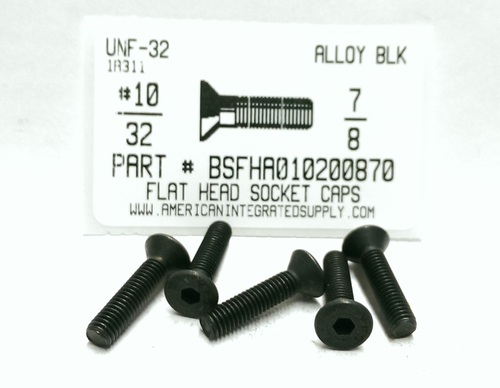 UNF-32 ALLOY BLK
1A311
#10 7
32 8
PART # BSFHA010200870
FLAT HEAD SOCKET CAPS
WWW.AMERICANINTEGRATEDSUPPLY.COM